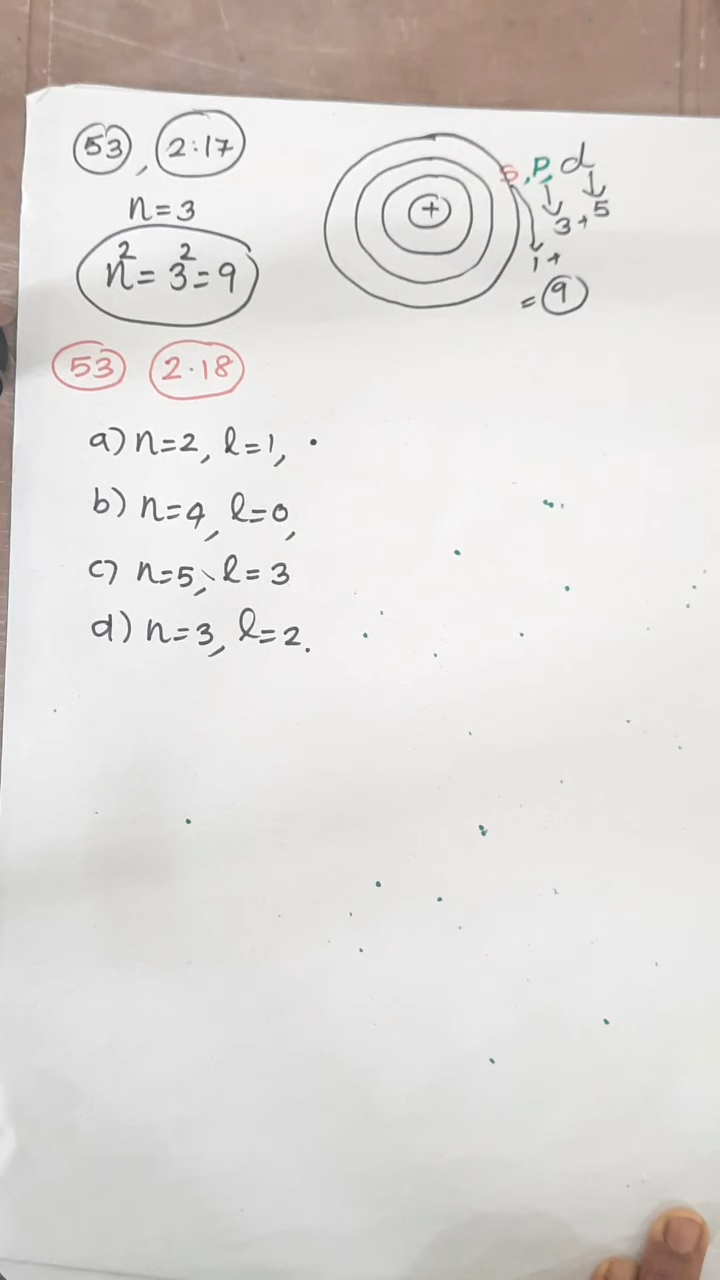 53, 2:17
n=3
n²=3²=9
+
s, p, d
3+5
1+
=9
53 2.18
a) n=2, l=1, .
b) n=4, l=0,
c) n=5, l=3
d) n=3, l=2.